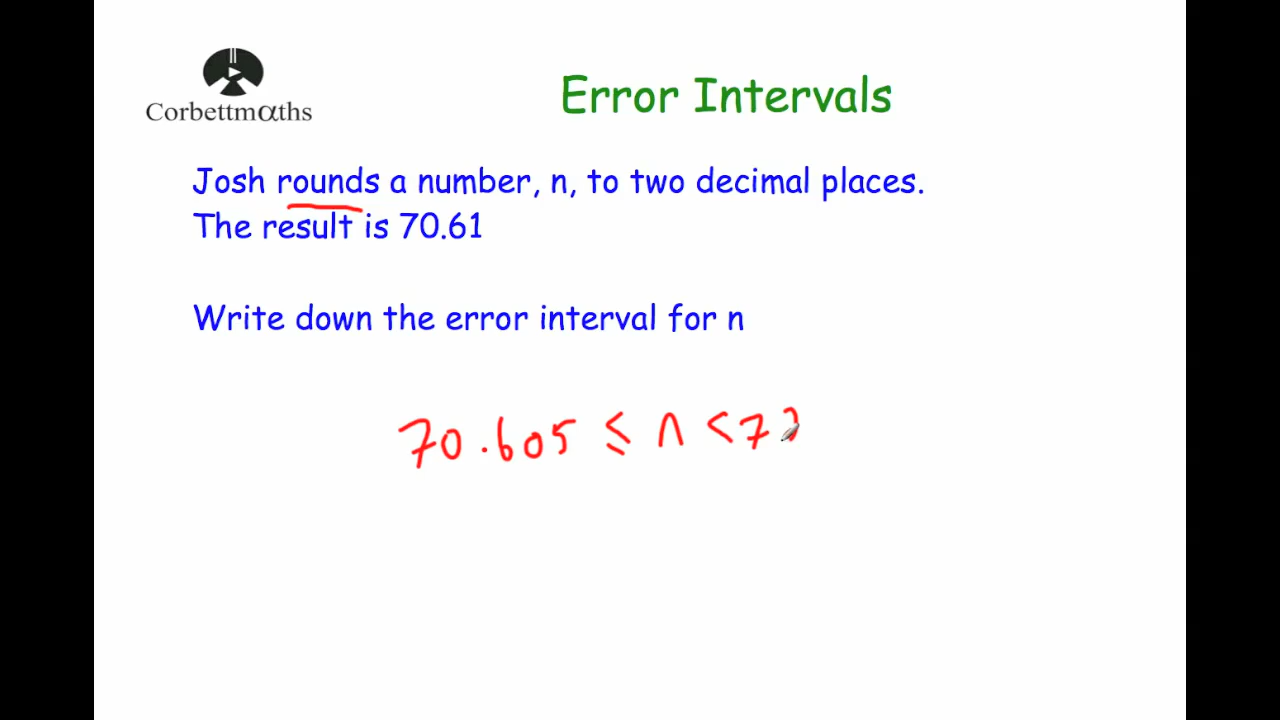 Corbettmαths
Error Intervals
Josh rounds a number, n, to two decimal places.
The result is 70.61
Write down the error interval for n
70.605 ≤ n < 7